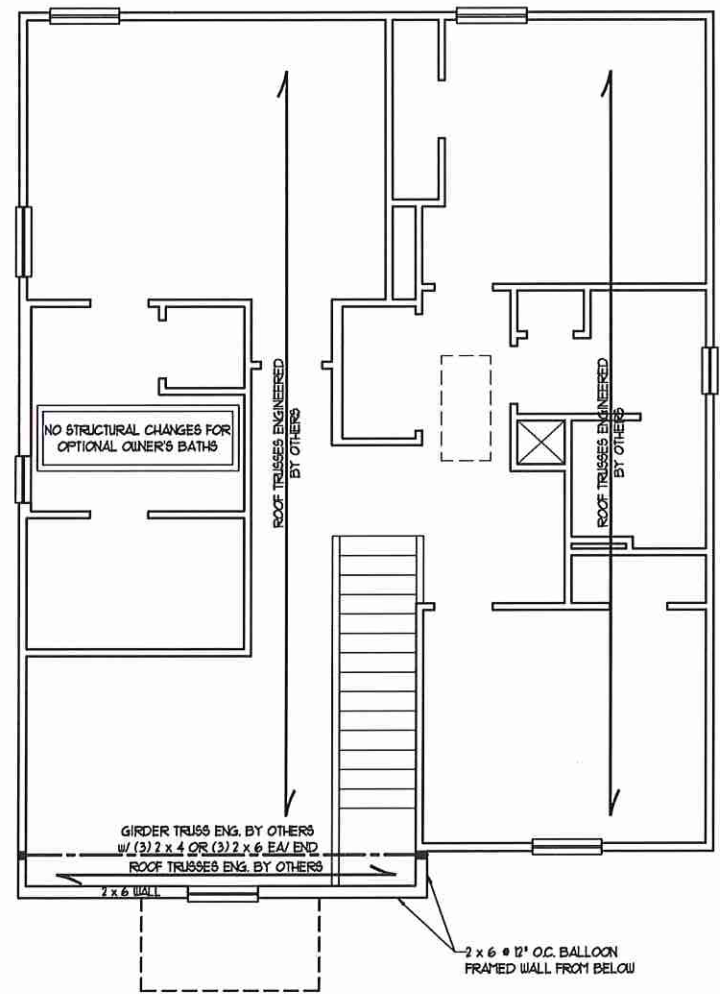 NO STRUCTURAL CHANGES FOR
OPTIONAL OWNER'S BATHS
ROOF TRUSSES ENGINEERED
BY OTHERS
ROOF TRUSSES ENGINEERED
BY OTHERS
GIRDER TRUSS ENG. BY OTHERS
w/ (3) 2 x 4 OR (3) 2 x 6 EA/ END
ROOF TRUSSES ENG. BY OTHERS
2 x 6 WALL
2 x 6 @ 12" O.C. BALLOON
FRAMED WALL FROM BELOW